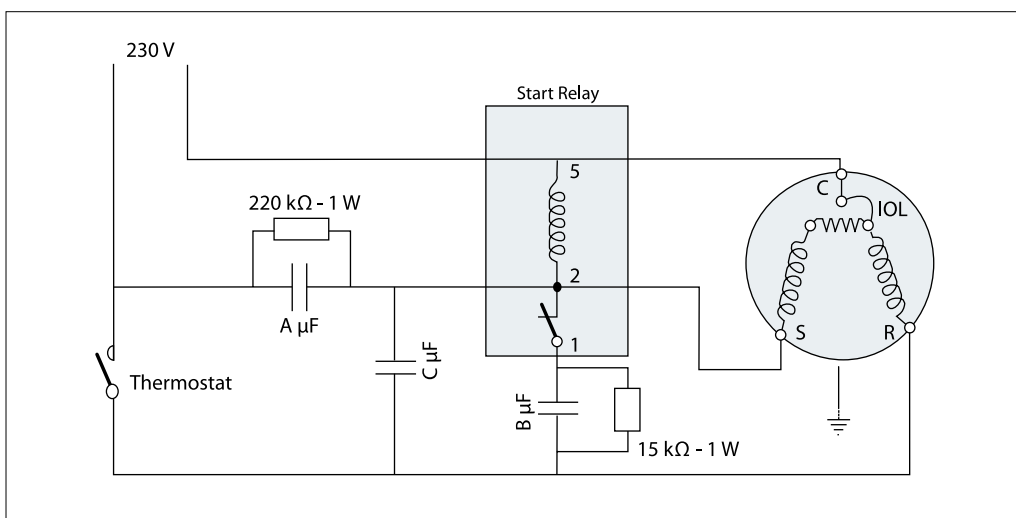 230 V
Start Relay
5
C
IOL
220 kΩ - 1 W
2
A µF
C µF
1
S
R
Thermostat
B µF
15 kΩ - 1 W